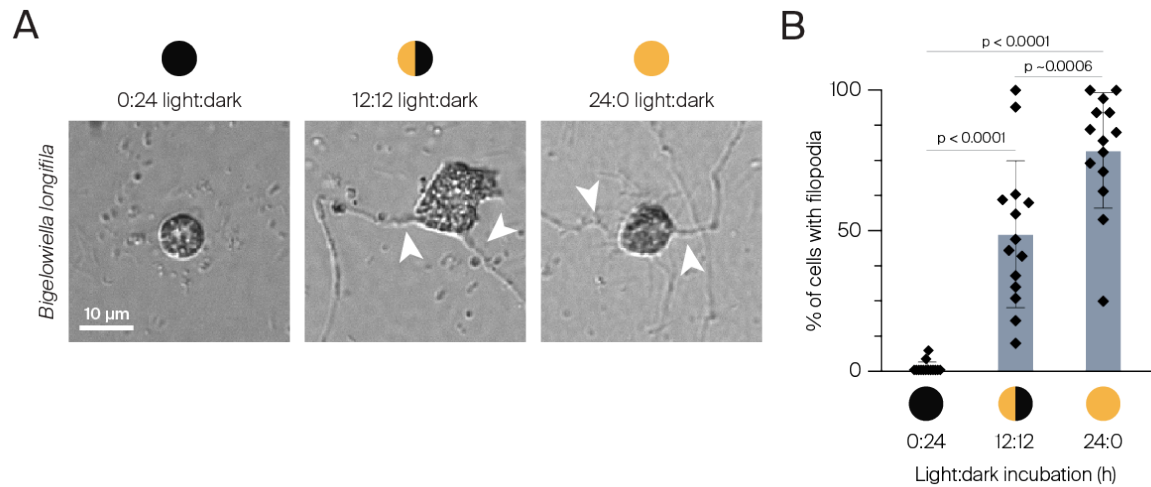 A
0:24 light:dark
12:12 light:dark
24:0 light:dark
Bigelowiella longifila
10 µm
B
p < 0.0001
p ~0.0006
p < 0.0001
% of cells with filopodia
100
50
0
0:24
12:12
24:0
Light:dark incubation (h)